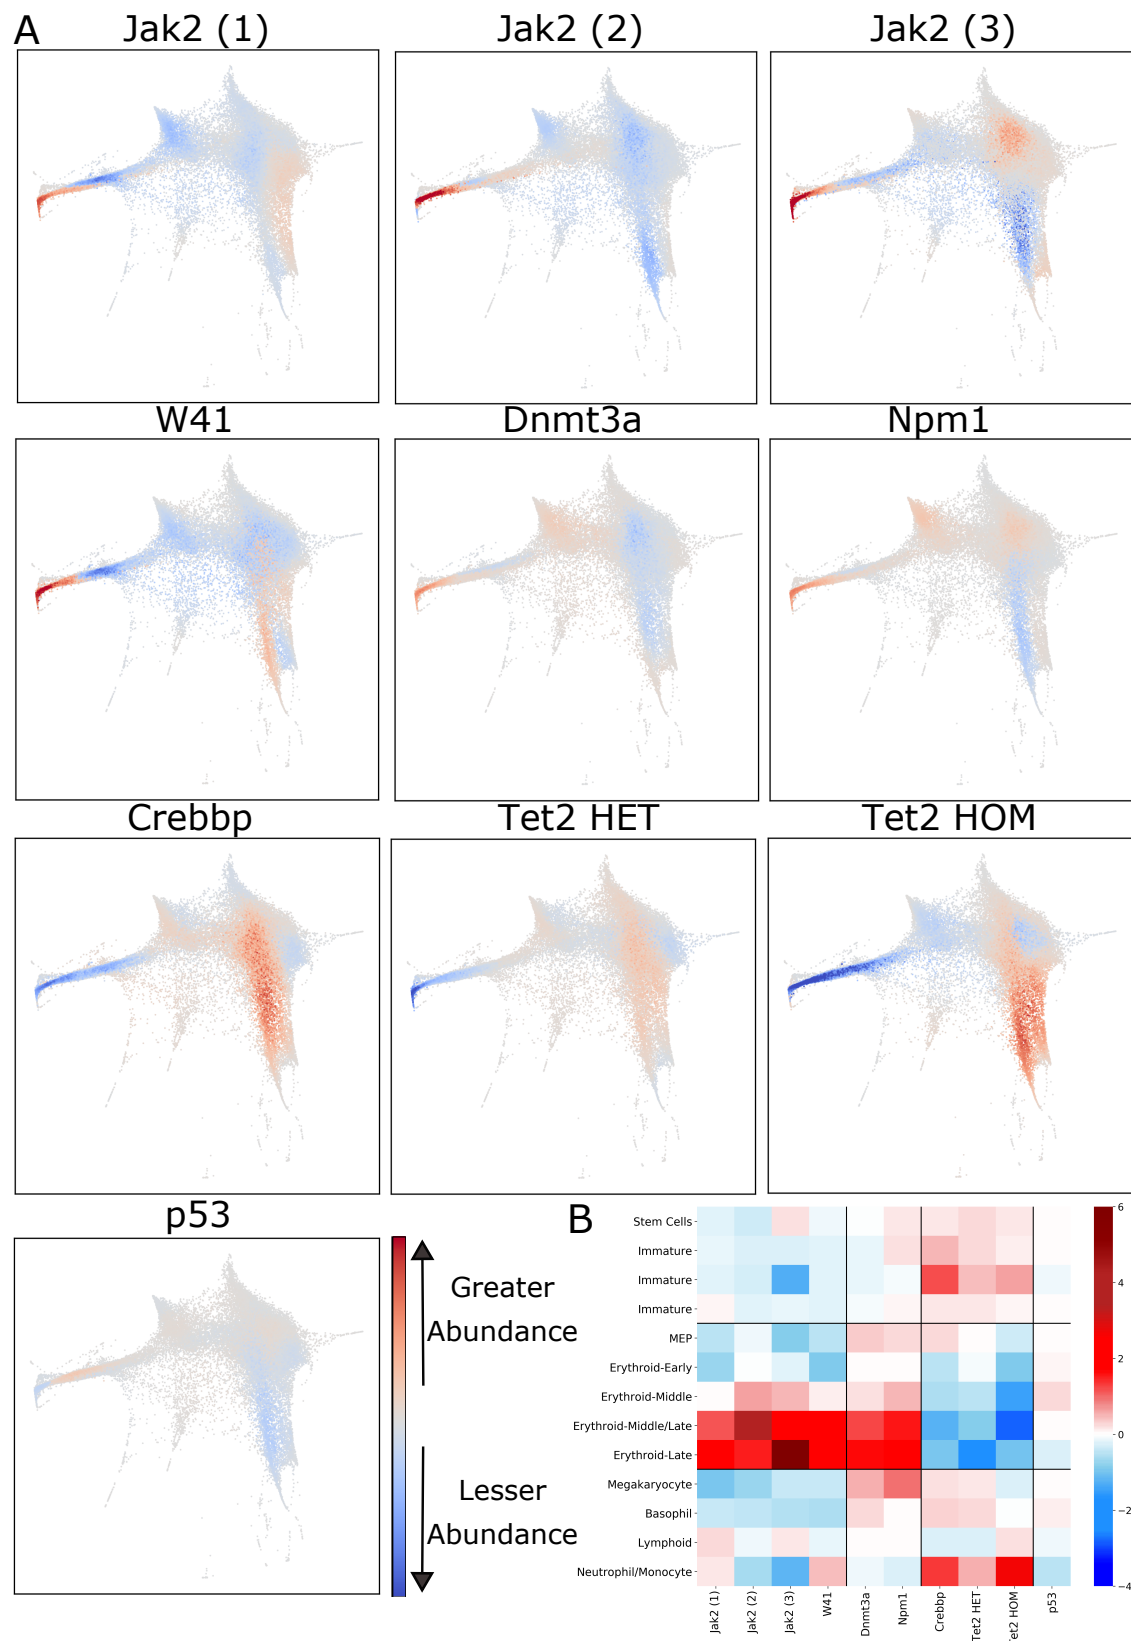 A
Jak2 (1)
Jak2 (2)
Jak2 (3)
W41
Dnmt3a
Npm1
Crebbp
Tet2 HET
Tet2 HOM
p53
Greater
Abundance
Lesser
Abundance
B
Stem Cells
Immature
Immature
Immature
MEP
Erythroid-Early
Erythroid-Middle
Erythroid-Middle/Late
Erythroid-Late
Megakaryocyte
Basophil
Lymphoid
Neutrophil/Monocyte
Jak2 (1)
Jak2 (2)
Jak2 (3)
W41
Dnmt3a
Npm1
Crebbp
Tet2 HET
Tet2 HOM
p53
6
4
2
0
−2
−4